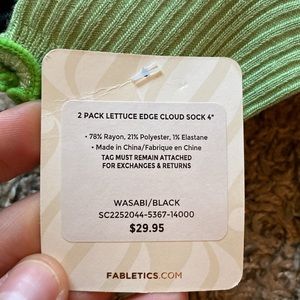 2 PACK LETTUCE EDGE CLOUD SOCK 4"
• 78% Rayon, 21% Polyester, 1% Elastane
• Made in China/Fabrique en Chine
TAG MUST REMAIN ATTACHED
FOR EXCHANGES & RETURNS
WASABI/BLACK
SC2252044-5367-14000
$29.95
FABLETICS.COM